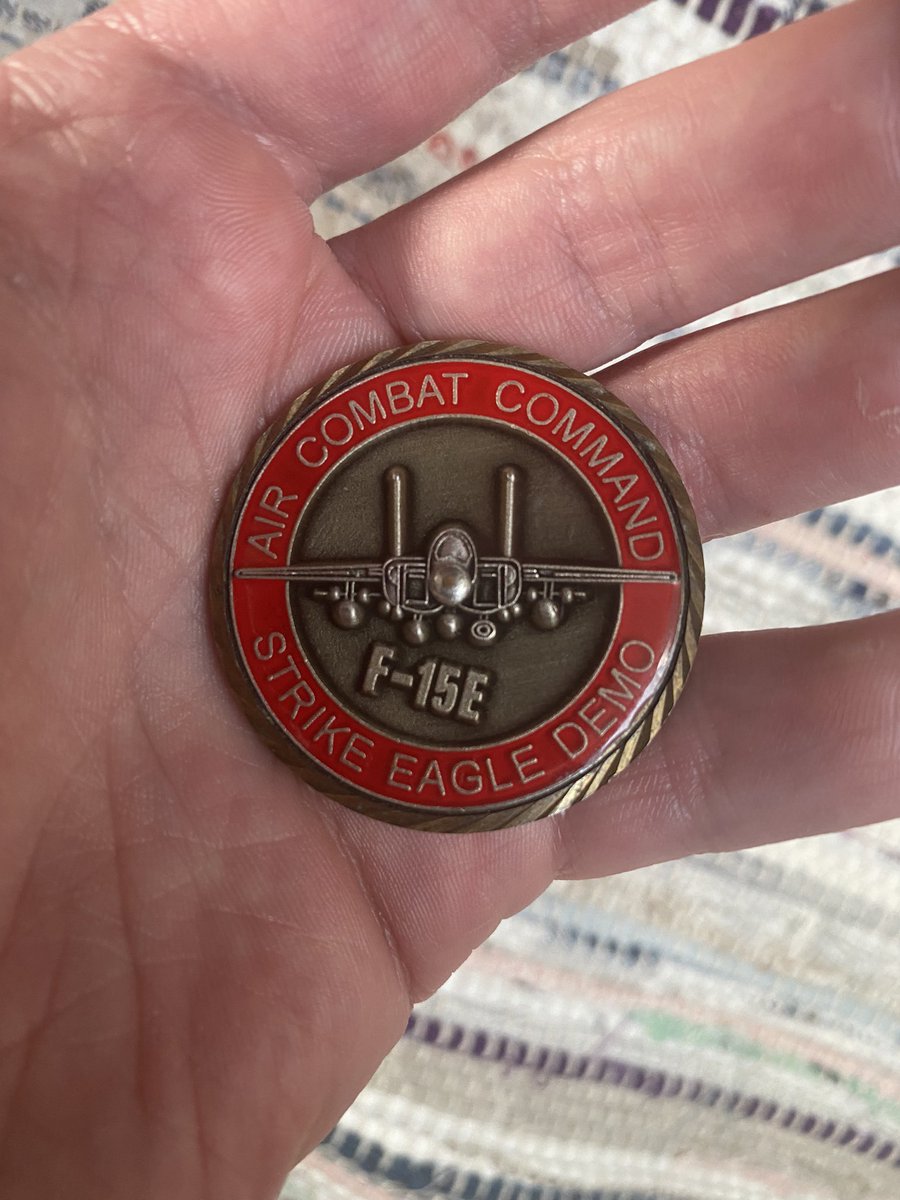 AIR COMBAT COMMAND
F-15E
STRIKE EAGLE DEMO